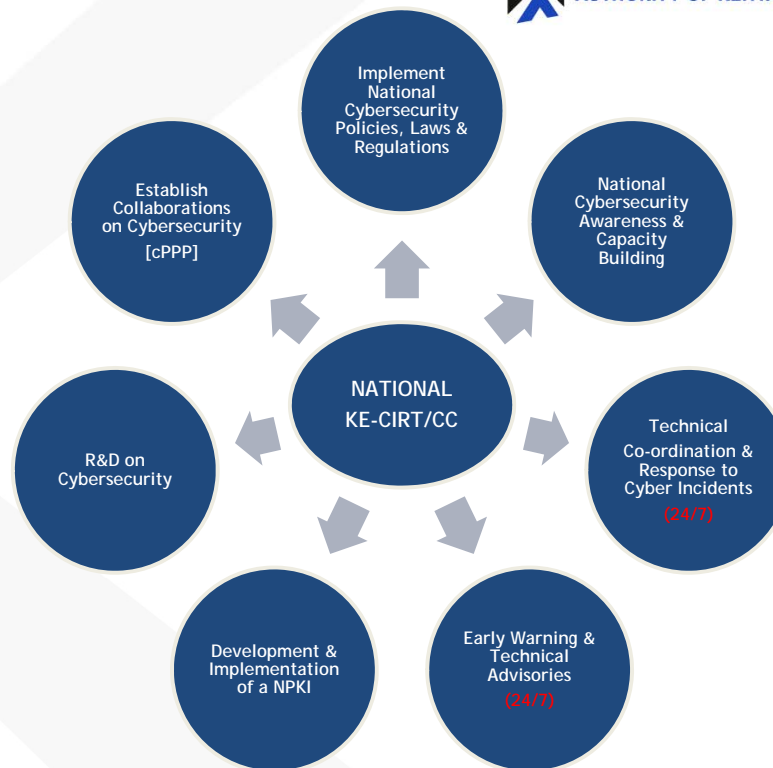 Implement
National
Cybersecurity
Policies, Laws &
Regulations
National
Cybersecurity
Awareness &
Capacity
Building
Technical
Co-ordination &
Response to
Cyber Incidents
(24/7)
Early Warning &
Technical
Advisories
(24/7)
Development &
Implementation
of a NPKI
R&D on
Cybersecurity
Establish
Collaborations
on Cybersecurity
[cPPP]
NATIONAL
KE-CIRT/CC